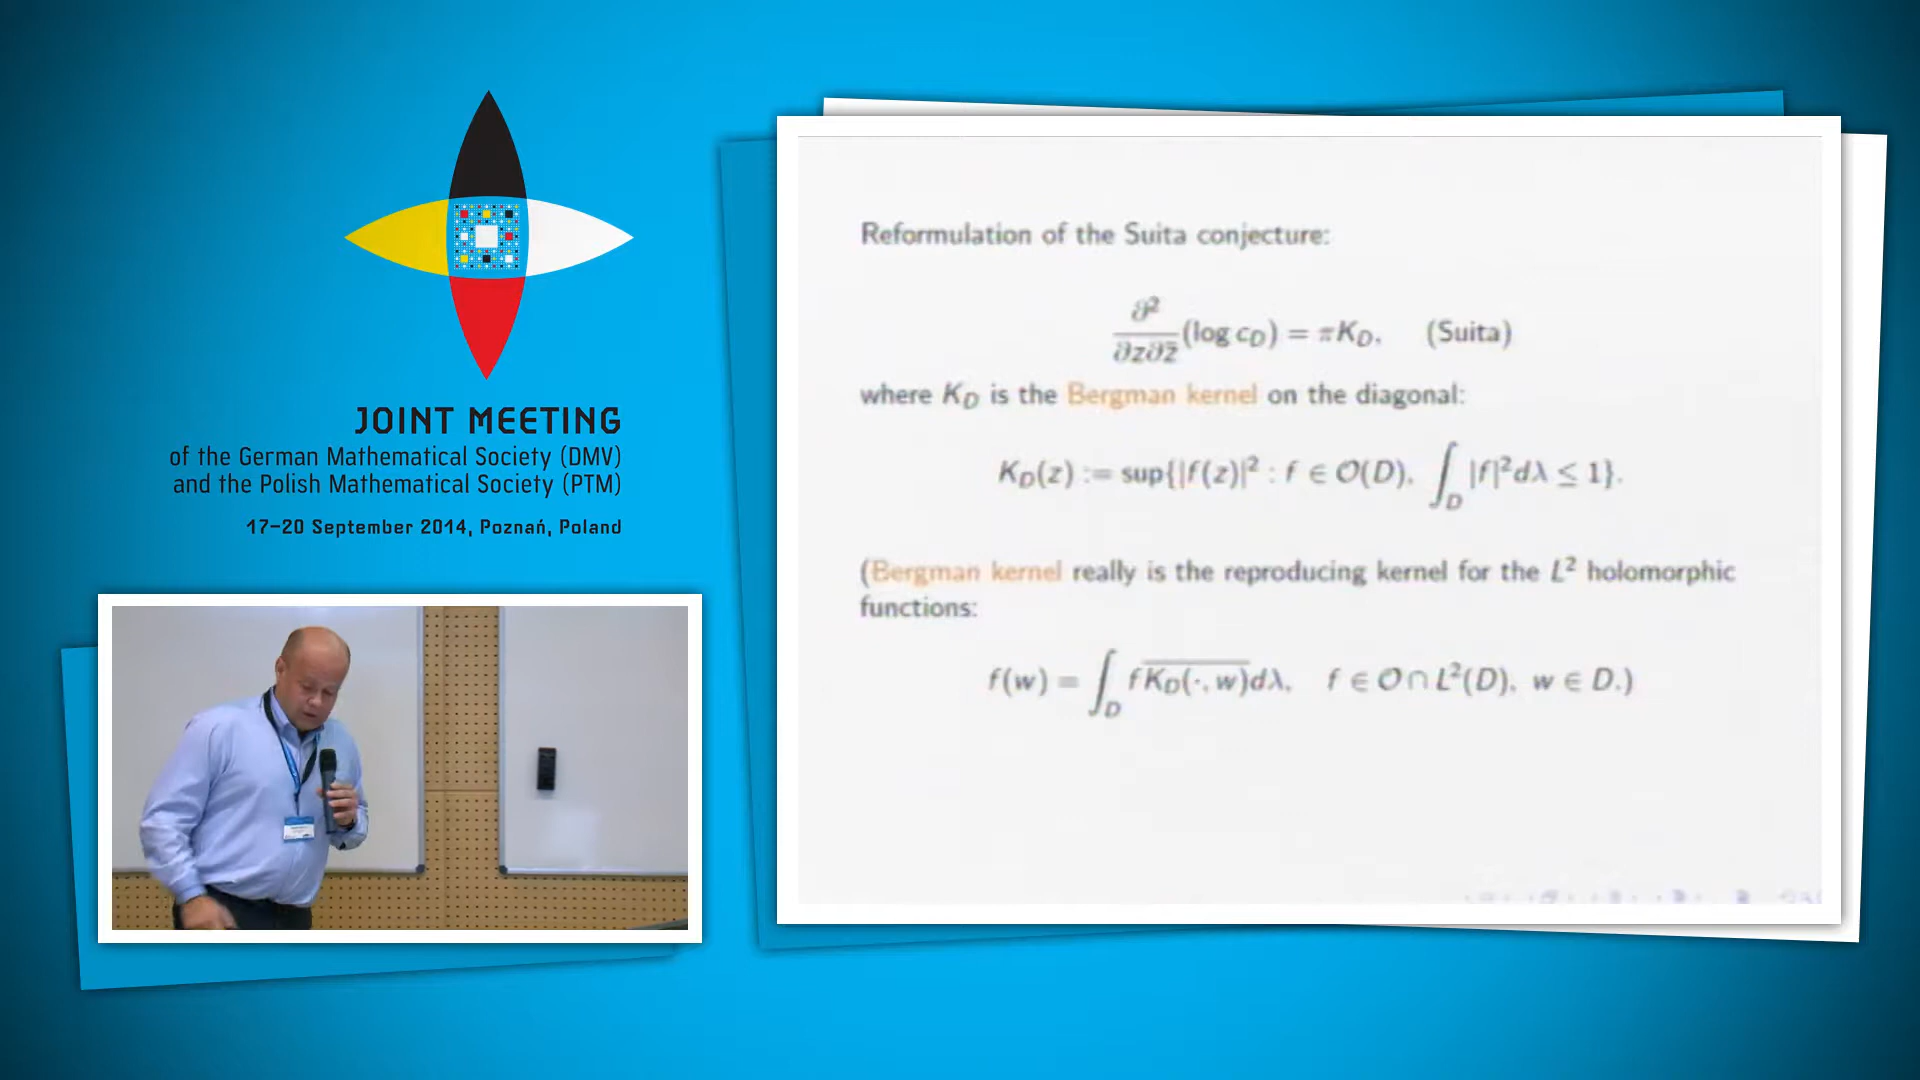 JOINT MEETING
of the German Mathematical Society (DMV)
and the Polish Mathematical Society (PTM)
17–20 September 2014, Poznań, Poland
Reformulation of the Suita conjecture:
∂²/∂z∂z̄ (log c_D) = πK_D, (Suita)
where K_D is the Bergman kernel on the diagonal:
K_D(z) := sup{|f(z)|² : f ∈ O(D), ∫_D |f|²dλ ≤ 1}.
(Bergman kernel really is the reproducing kernel for the L² holomorphic
functions:
f(w) = ∫_D f \overline{K_D(·, w)}dλ, f ∈ O ∩ L²(D), w ∈ D.)